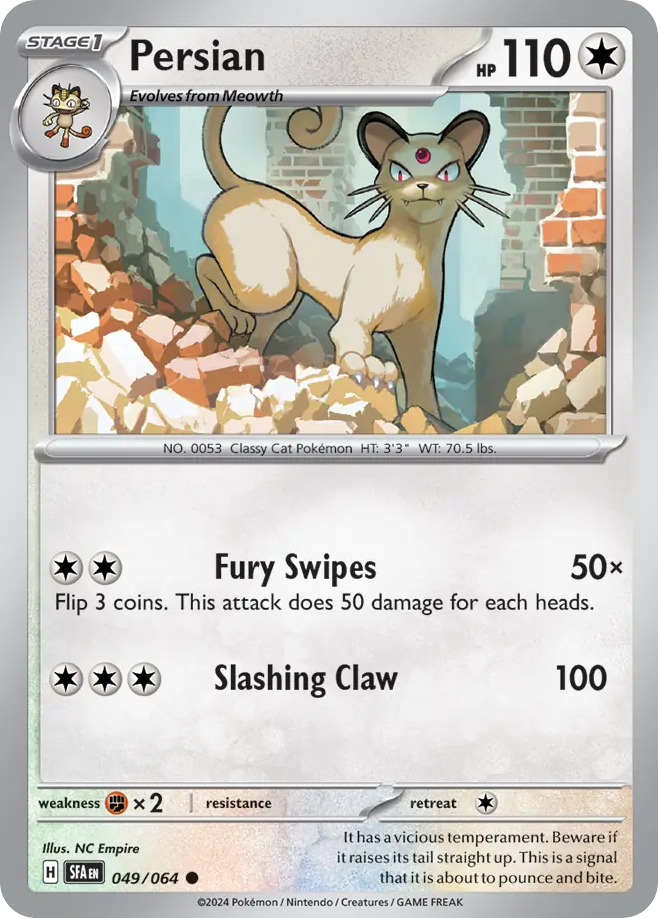 STAGE 1
Persian
HP 110
Evolves from Meowth
NO. 0053 Classy Cat Pokémon HT: 3'3" WT: 70.5 lbs.
Fury Swipes 50×
Flip 3 coins. This attack does 50 damage for each heads.
Slashing Claw 100
weakness ×2 resistance retreat
Illus. NC Empire
H SFA EN 049/064
It has a vicious temperament. Beware if
it raises its tail straight up. This is a signal
that it is about to pounce and bite.
©2024 Pokémon / Nintendo / Creatures / GAME FREAK